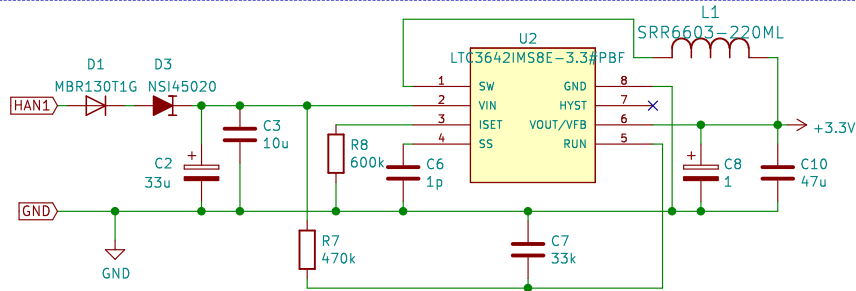 L1
SRR6603-220ML
U2
LTC3642IMS8E-3.3#PBF
D1
MBR130T1G
D3
NSI45020
HAN1
1
SW
GND
8
2
VIN
HYST
7
3
ISET
VOUT/VFB
6
4
SS
RUN
5
+3.3V
C3
10u
+
C2
33u
R8
600k
C6
1p
+
C8
1
C10
47u
GND
GND
R7
470k
C7
33k